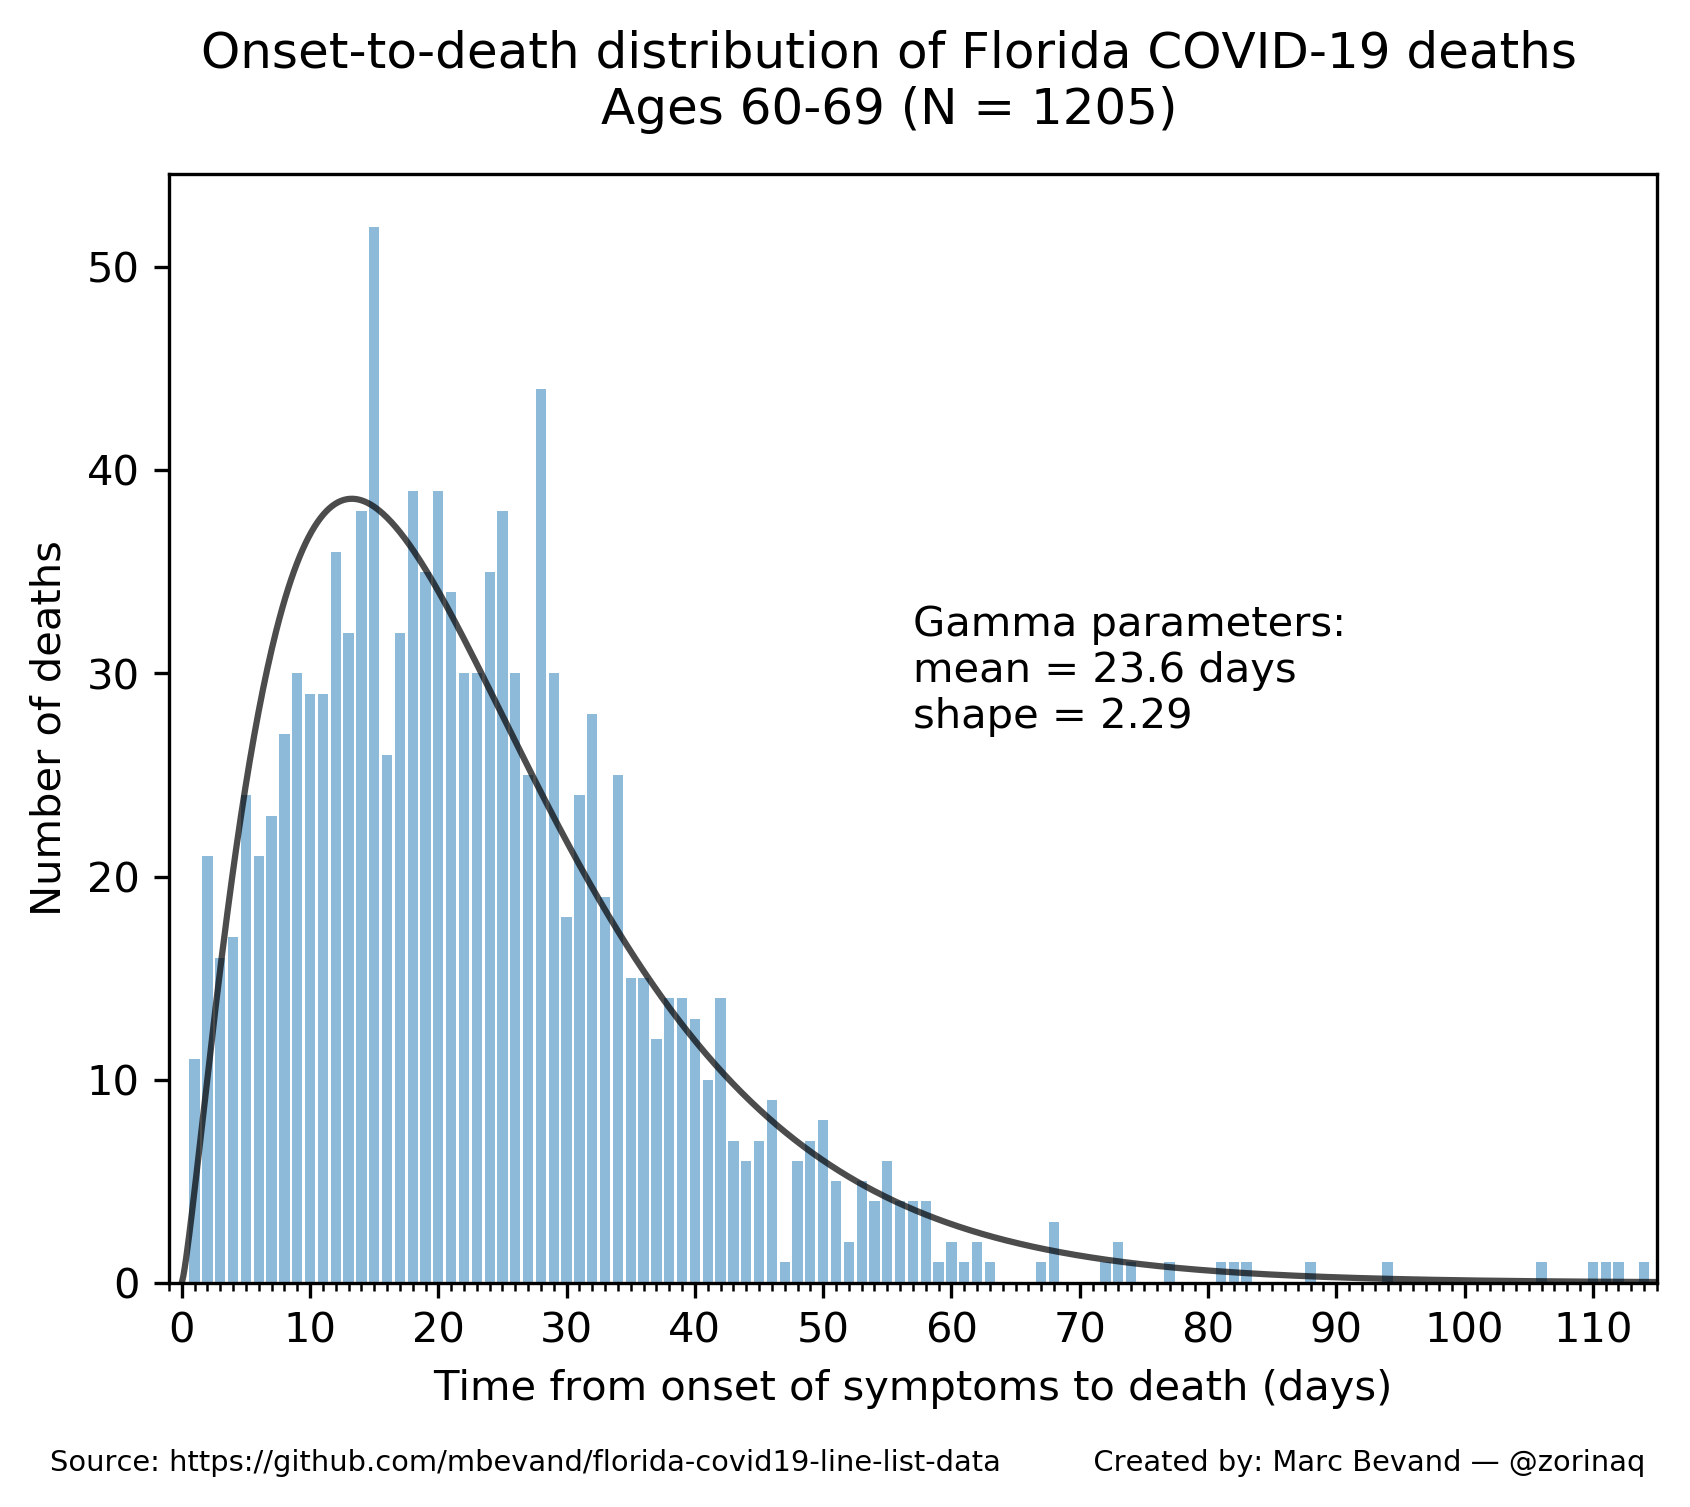 Onset-to-death distribution of Florida COVID-19 deaths
Ages 60-69 (N = 1205)
50
40
30
20
10
0
Number of deaths
Gamma parameters:
mean = 23.6 days
shape = 2.29
0 10 20 30 40 50 60 70 80 90 100 110
Time from onset of symptoms to death (days)
Source: https://github.com/mbevand/florida-covid19-line-list-data
Created by: Marc Bevand — @zorinaq